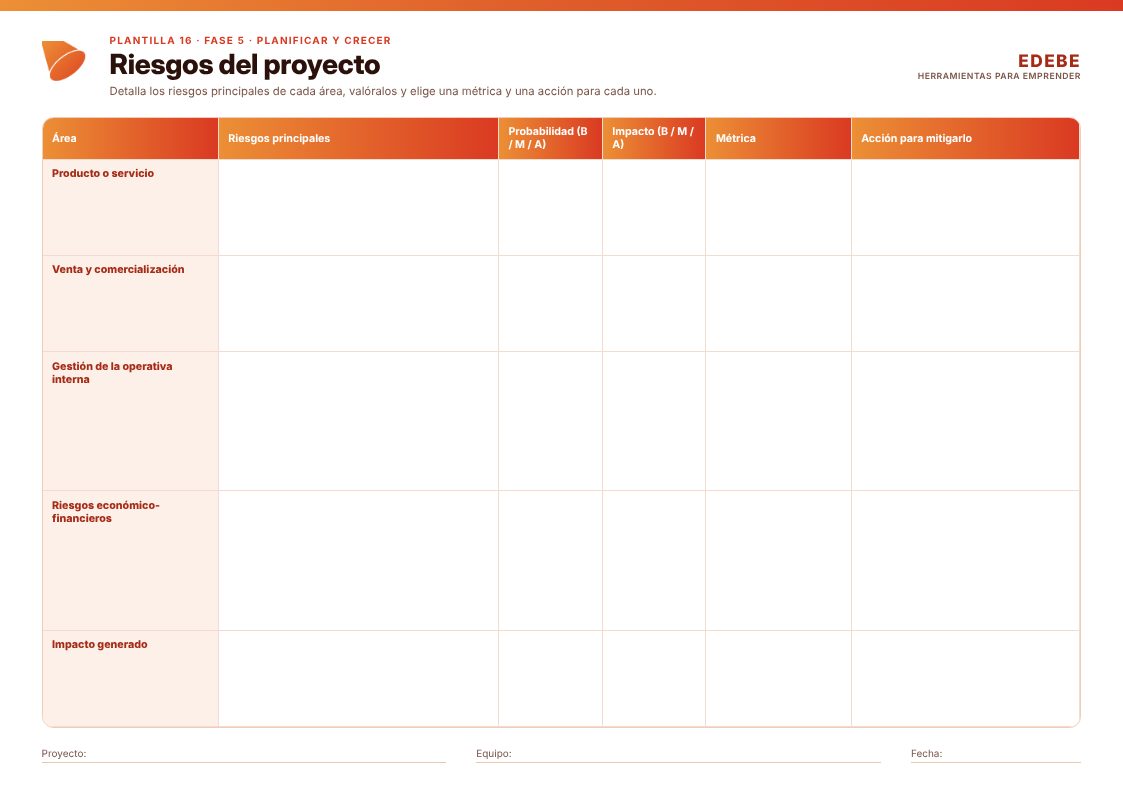 PLANTILLA 16 · FASE 5 · PLANIFICAR Y CRECER
Riesgos del proyecto
Detalla los riesgos principales de cada área, valóralos y elige una métrica y una acción para cada uno.
EDEBE
HERRAMIENTAS PARA EMPRENDER
Área
Riesgos principales
Probabilidad (B
/ M / A)
Impacto (B / M /
A)
Métrica
Acción para mitigarlo
Producto o servicio
Venta y comercialización
Gestión de la operativa
interna
Riesgos económico-
financieros
Impacto generado
Proyecto:
Equipo:
Fecha: